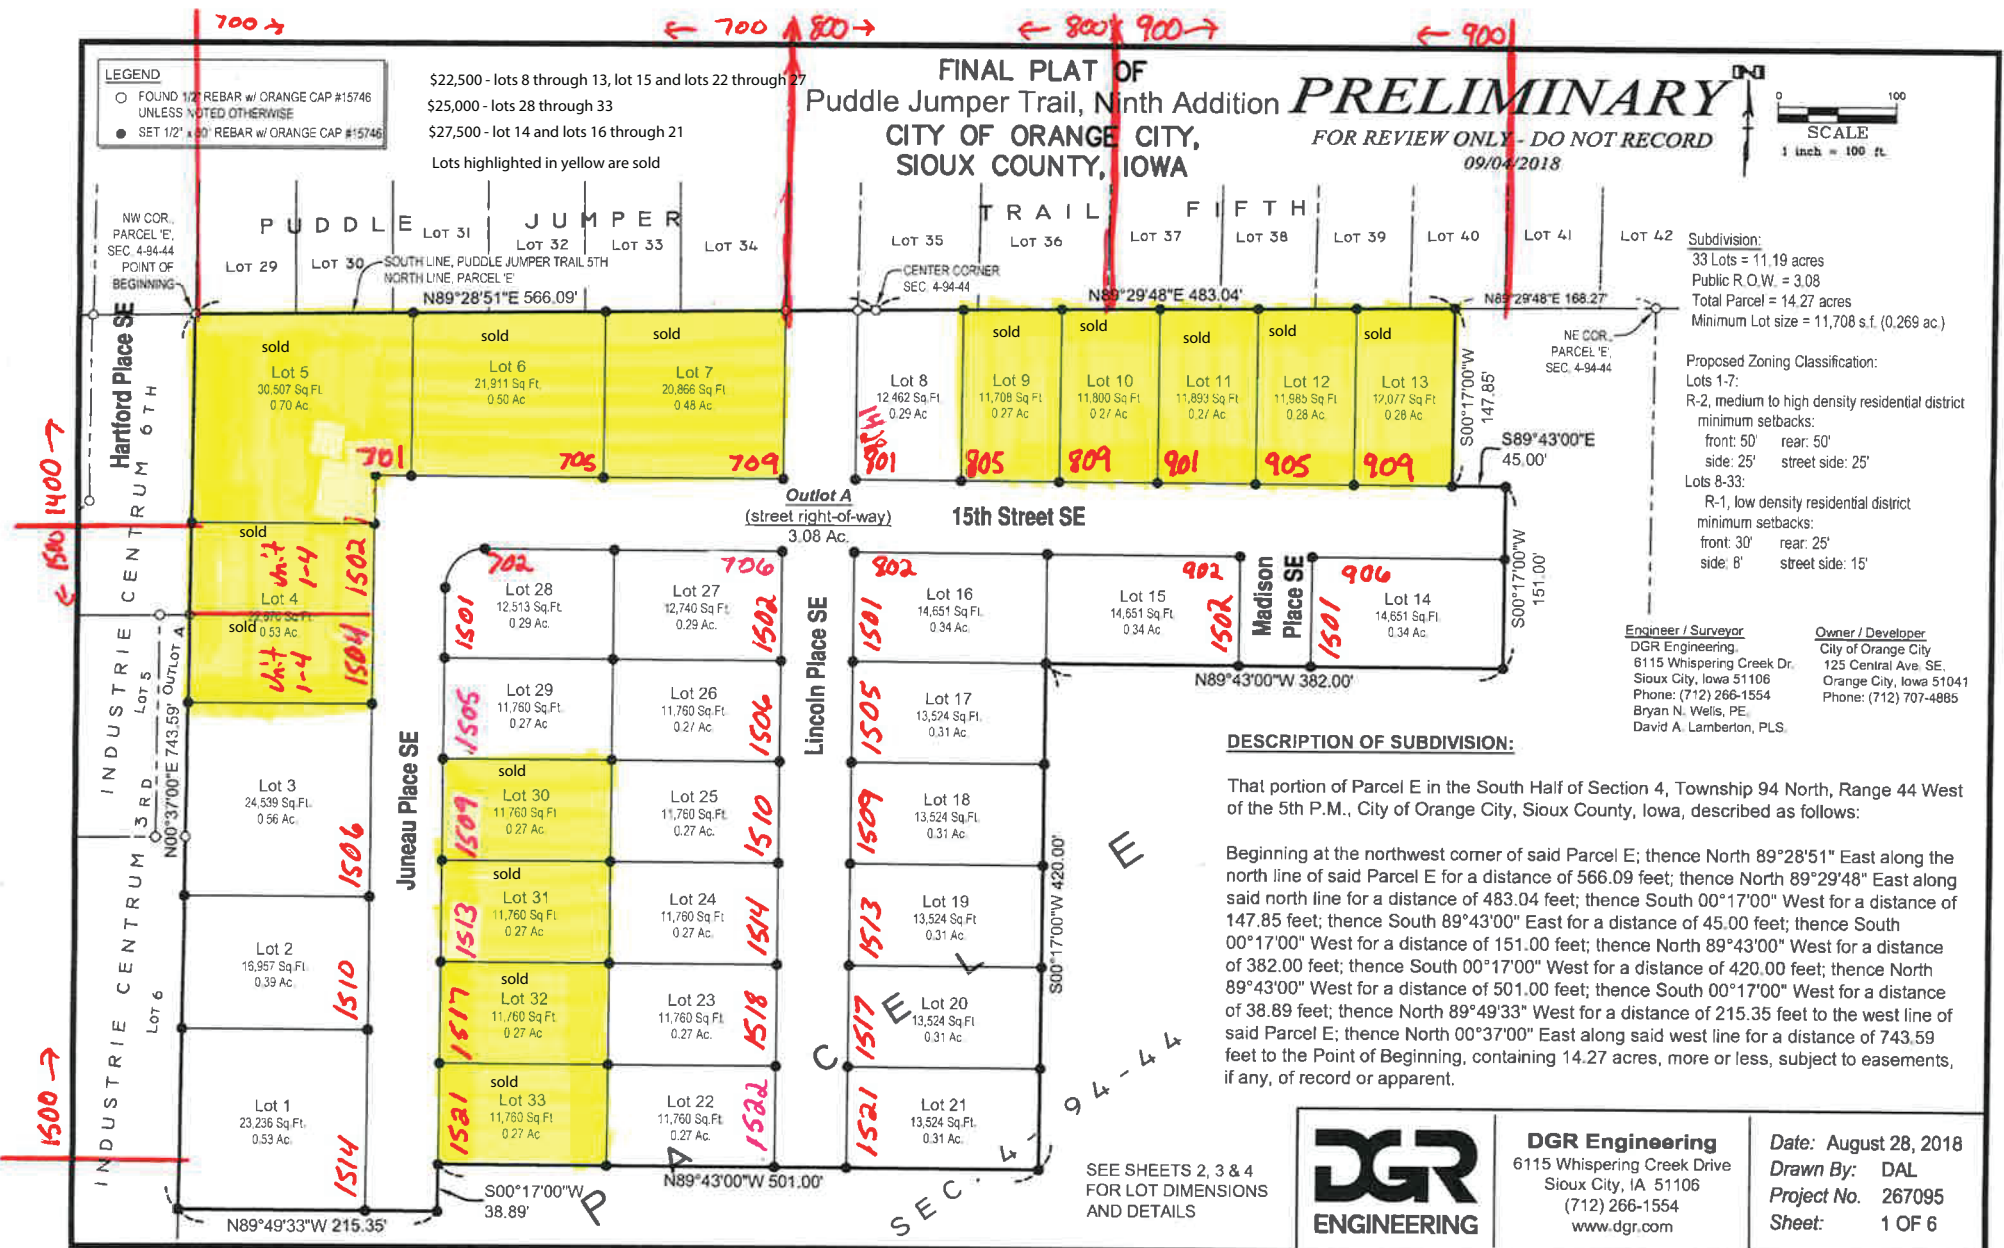 700 →
← 700
800 →
← 800
900 →
← 900
LEGEND
FOUND 1/2" REBAR w/ ORANGE CAP #15746
UNLESS NOTED OTHERWISE
SET 1/2" x 30" REBAR w/ ORANGE CAP #15746
$22,500 - lots 8 through 13, lot 15 and lots 22 through 27
$25,000 - lots 28 through 33
$27,500 - lot 14 and lots 16 through 21
Lots highlighted in yellow are sold
FINAL PLAT OF
Puddle Jumper Trail, Ninth Addition
CITY OF ORANGE CITY,
SIOUX COUNTY, IOWA
PRELIMINARY
FOR REVIEW ONLY - DO NOT RECORD
09/04/2018
N
0 100
SCALE
1 inch = 100 ft.
NW COR.,
PARCEL 'E',
SEC. 4-94-44
POINT OF
BEGINNING
PUDDLE JUMPER TRAIL FIFTH
LOT 29
LOT 30
LOT 31
LOT 32
LOT 33
LOT 34
LOT 35
LOT 36
LOT 37
LOT 38
LOT 39
LOT 40
LOT 41
LOT 42
SOUTH LINE, PUDDLE JUMPER TRAIL 5TH
NORTH LINE, PARCEL 'E'
N89°28'51"E 566.09'
CENTER CORNER
SEC. 4-94-44
N89°29'48"E 483.04'
N89°29'48"E 168.27'
NE COR.,
PARCEL 'E',
SEC. 4-94-44
Subdivision:
33 Lots = 11.19 acres
Public R.O.W. = 3.08
Total Parcel = 14.27 acres
Minimum Lot size = 11,708 s.f. (0.269 ac.)
Proposed Zoning Classification:
Lots 1-7:
R-2, medium to high density residential district
minimum setbacks:
front: 50' rear: 50'
side: 25' street side: 25'
Lots 8-33:
R-1, low density residential district
minimum setbacks:
front: 30' rear: 25'
side: 8' street side: 15'
Hartford Place SE
1400 →
← 1500
1500 →
INDUSTRIE CENTRUM 6TH
INDUSTRIE CENTRUM 3RD
LOT 5
OUTLOT A
LOT 6
N00°37'00"E 743.59'
sold
Lot 5
30,507 Sq.Ft.
0.70 Ac.
701
sold
Lot 6
21,911 Sq.Ft.
0.50 Ac.
705
sold
Lot 7
20,866 Sq.Ft.
0.48 Ac.
709
Lot 8
12,462 Sq.Ft.
0.29 Ac.
801
sold
Lot 9
11,708 Sq.Ft.
0.27 Ac.
805
sold
Lot 10
11,800 Sq.Ft.
0.27 Ac.
809
sold
Lot 11
11,893 Sq.Ft.
0.27 Ac.
901
sold
Lot 12
11,985 Sq.Ft.
0.28 Ac.
905
sold
Lot 13
12,077 Sq.Ft.
0.28 Ac.
909
S00°17'00"W
147.85'
S89°43'00"E
45.00'
S00°17'00"W
151.00'
Outlot A
(street right-of-way)
3.08 Ac.
15th Street SE
sold
Unit
1-4
1502
Lot 4
sold
0.53 Ac.
Unit
1-4
1504
Lot 3
24,539 Sq.Ft.
0.56 Ac.
1506
Lot 2
16,957 Sq.Ft.
0.39 Ac.
1510
Lot 1
23,236 Sq.Ft.
0.53 Ac.
1514
N89°49'33"W 215.35'
Juneau Place SE
702
Lot 28
12,513 Sq.Ft.
0.29 Ac.
1501
Lot 29
11,760 Sq.Ft.
0.27 Ac.
1505
sold
Lot 30
11,760 Sq.Ft.
0.27 Ac.
1509
sold
Lot 31
11,760 Sq.Ft.
0.27 Ac.
1513
sold
Lot 32
11,760 Sq.Ft.
0.27 Ac.
1517
sold
Lot 33
11,760 Sq.Ft.
0.27 Ac.
1521
S00°17'00"W
38.89'
706
Lot 27
12,740 Sq.Ft.
0.29 Ac.
1502
Lot 26
11,760 Sq.Ft.
0.27 Ac.
1506
Lot 25
11,760 Sq.Ft.
0.27 Ac.
1510
Lot 24
11,760 Sq.Ft.
0.27 Ac.
1514
Lot 23
11,760 Sq.Ft.
0.27 Ac.
1518
Lot 22
11,760 Sq.Ft.
0.27 Ac.
1522
N89°43'00"W 501.00'
Lincoln Place SE
802
Lot 16
14,651 Sq.Ft.
0.34 Ac.
1501
Lot 17
13,524 Sq.Ft.
0.31 Ac.
1505
Lot 18
13,524 Sq.Ft.
0.31 Ac.
1509
Lot 19
13,524 Sq.Ft.
0.31 Ac.
1513
Lot 20
13,524 Sq.Ft.
0.31 Ac.
1517
Lot 21
13,524 Sq.Ft.
0.31 Ac.
1521
S00°17'00"W 420.00'
902
Lot 15
14,651 Sq.Ft.
0.34 Ac.
1502
Madison
Place SE
906
Lot 14
14,651 Sq.Ft.
0.34 Ac.
1501
N89°43'00"W 382.00'
PARCEL E
SEC. 4-94-44
Engineer / Surveyor
DGR Engineering.
6115 Whispering Creek Dr.
Sioux City, Iowa 51106
Phone: (712) 266-1554
Bryan N. Wells, PE.
David A. Lamberton, PLS.
Owner / Developer
City of Orange City
125 Central Ave. SE,
Orange City, Iowa 51041
Phone: (712) 707-4885
DESCRIPTION OF SUBDIVISION:
That portion of Parcel E in the South Half of Section 4, Township 94 North, Range 44 West
of the 5th P.M., City of Orange City, Sioux County, Iowa, described as follows:
Beginning at the northwest corner of said Parcel E; thence North 89°28'51" East along the
north line of said Parcel E for a distance of 566.09 feet; thence North 89°29'48" East along
said north line for a distance of 483.04 feet; thence South 00°17'00" West for a distance of
147.85 feet; thence South 89°43'00" East for a distance of 45.00 feet; thence South
00°17'00" West for a distance of 151.00 feet; thence North 89°43'00" West for a distance
of 382.00 feet; thence South 00°17'00" West for a distance of 420.00 feet; thence North
89°43'00" West for a distance of 501.00 feet; thence South 00°17'00" West for a distance
of 38.89 feet; thence North 89°49'33" West for a distance of 215.35 feet to the west line of
said Parcel E; thence North 00°37'00" East along said west line for a distance of 743.59
feet to the Point of Beginning, containing 14.27 acres, more or less, subject to easements,
if any, of record or apparent.
SEE SHEETS 2, 3 & 4
FOR LOT DIMENSIONS
AND DETAILS
DGR
ENGINEERING
DGR Engineering
6115 Whispering Creek Drive
Sioux City, IA 51106
(712) 266-1554
www.dgr.com
Date: August 28, 2018
Drawn By: DAL
Project No. 267095
Sheet: 1 OF 6